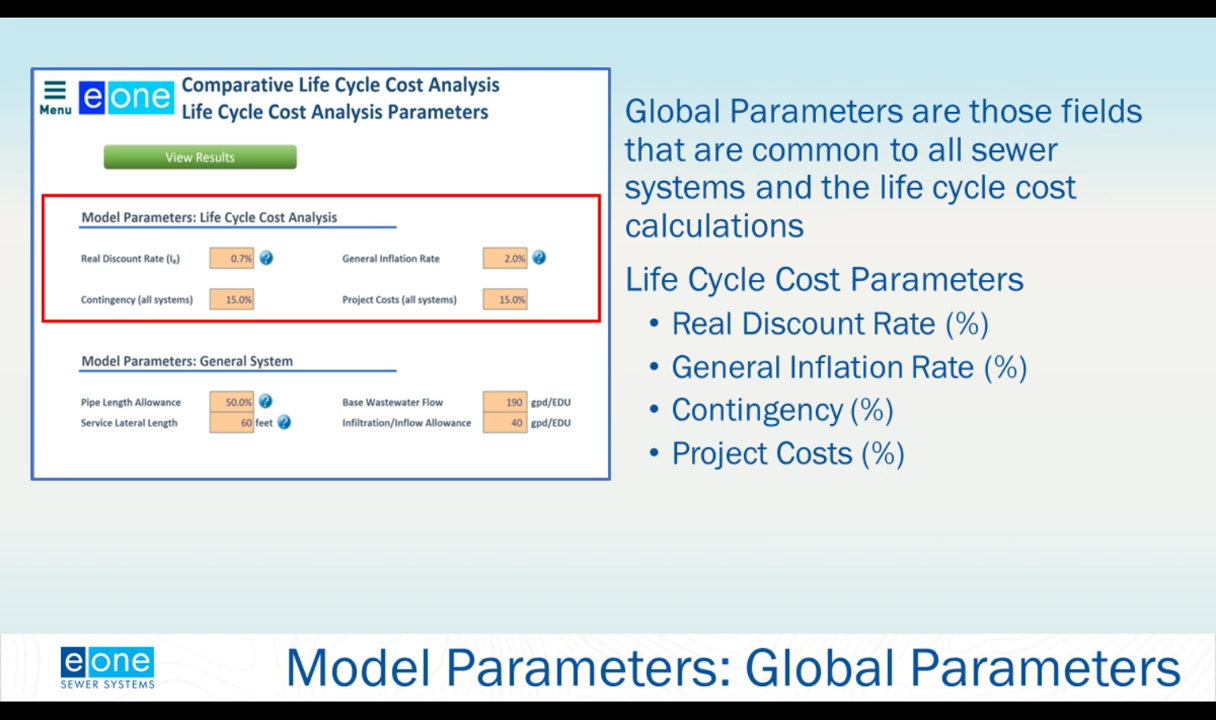 Menu
eone
Comparative Life Cycle Cost Analysis
Life Cycle Cost Analysis Parameters
View Results
Model Parameters: Life Cycle Cost Analysis
Real Discount Rate (IR) 0.7% ? General Inflation Rate 2.0% ?
Contingency (all systems) 15.0% Project Costs (all systems) 15.0%
Model Parameters: General System
Pipe Length Allowance 50.0% ? Base Wastewater Flow 190 gpd/EDU
Service Lateral Length 60 feet ? Infiltration/Inflow Allowance 40 gpd/EDU
Global Parameters are those fields
that are common to all sewer
systems and the life cycle cost
calculations
Life Cycle Cost Parameters
• Real Discount Rate (%)
• General Inflation Rate (%)
• Contingency (%)
• Project Costs (%)
eone
SEWER SYSTEMS
Model Parameters: Global Parameters